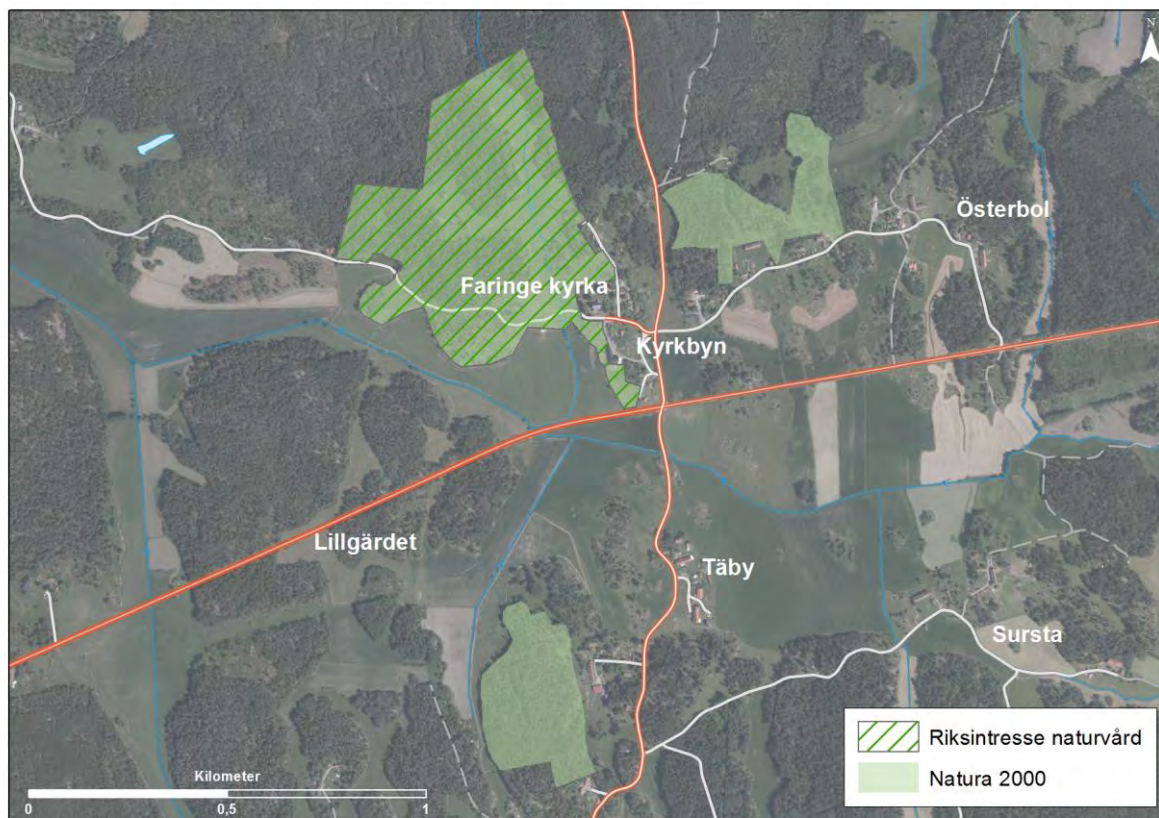 N
Österbol
Faringe kyrka
Kyrkbyn
Lillgärdet
Täby
Sursta
Riksintresse naturvård
Natura 2000
Kilometer
0 0,5 1